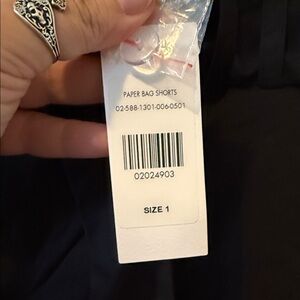 PAPER BAG SHORTS
02-588-1301-006-0501
02024903
SIZE 1